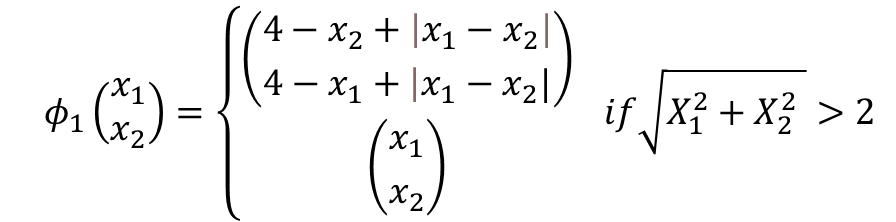 4 − x₂ + |x₁ − x₂|
4 − x₁ + |x₁ − x₂|
ϕ₁ (x₁ x₂) = { if √(X₁² + X₂²) > 2
x₁
x₂